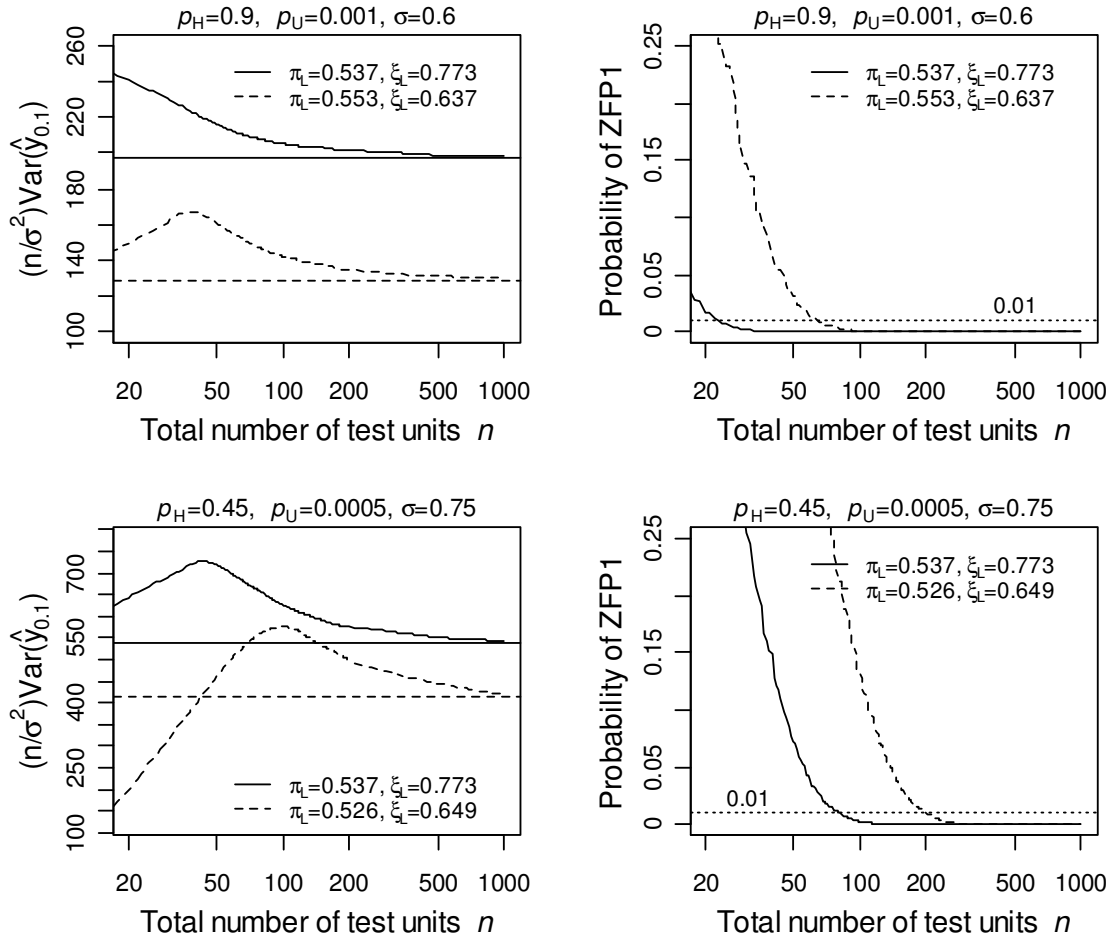 p_H=0.9, p_U=0.001, σ=0.6
260
220
180
140
100
(n/σ²)Var(ŷ_0.1)
π_L=0.537, ξ_L=0.773
π_L=0.553, ξ_L=0.637
20 50 100 200 500 1000
Total number of test units n
p_H=0.9, p_U=0.001, σ=0.6
0.25
0.15
0.05
0
Probability of ZFP1
π_L=0.537, ξ_L=0.773
π_L=0.553, ξ_L=0.637
0.01
20 50 100 200 500 1000
Total number of test units n
p_H=0.45, p_U=0.0005, σ=0.75
700
550
400
250
100
(n/σ²)Var(ŷ_0.1)
π_L=0.537, ξ_L=0.773
π_L=0.526, ξ_L=0.649
20 50 100 200 500 1000
Total number of test units n
p_H=0.45, p_U=0.0005, σ=0.75
0.25
0.15
0.05
0
Probability of ZFP1
π_L=0.537, ξ_L=0.773
π_L=0.526, ξ_L=0.649
0.01
20 50 100 200 500 1000
Total number of test units n